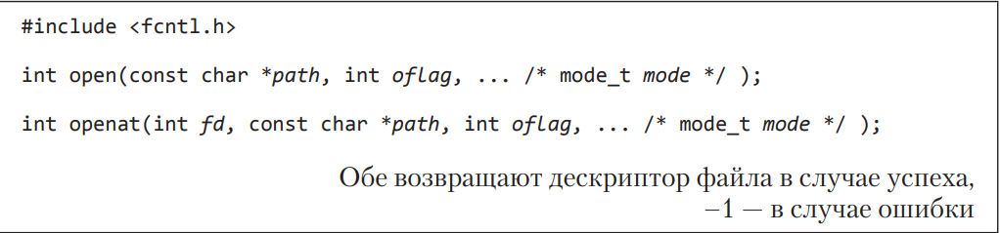 #include <fcntl.h>
int open(const char *path, int oflag, ... /* mode_t mode */ );
int openat(int fd, const char *path, int oflag, ... /* mode_t mode */ );
Обе возвращают дескриптор файла в случае успеха,
–1 — в случае ошибки